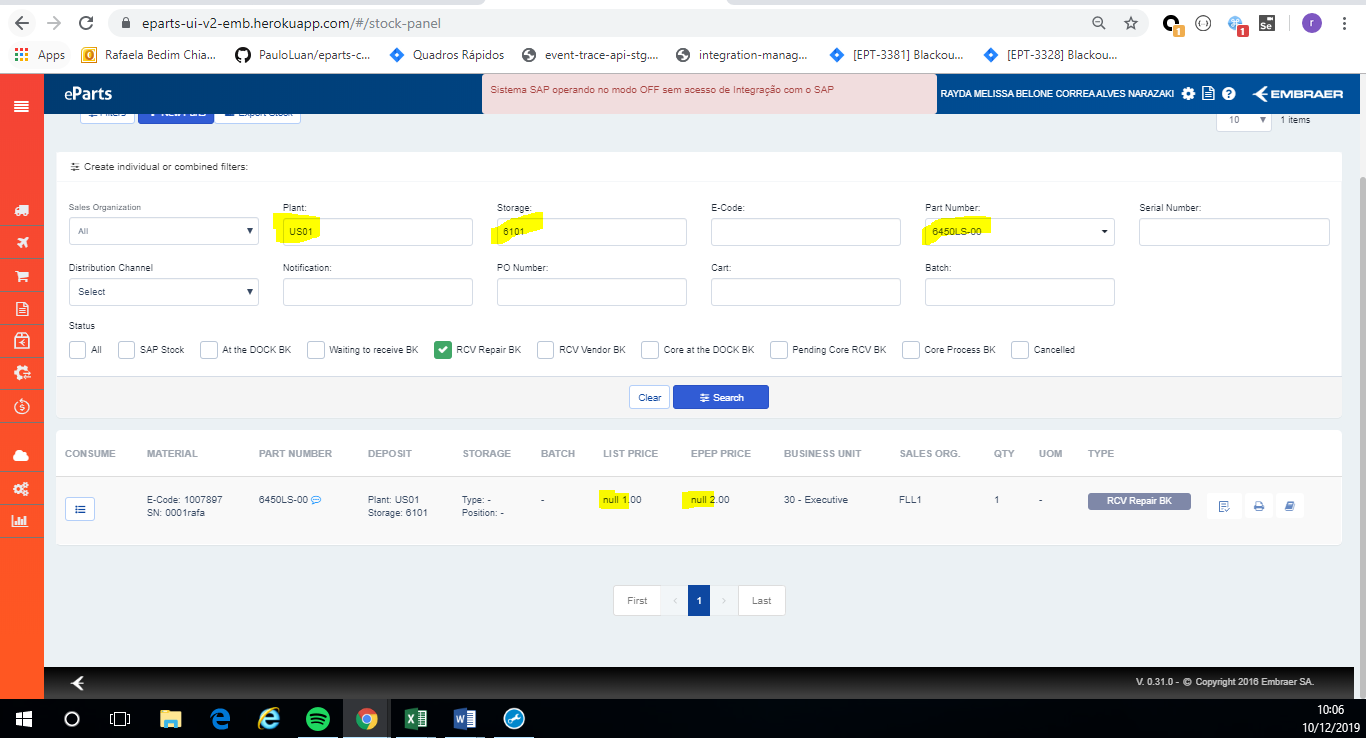 eparts-ui-v2-emb.herokuapp.com/#/stock-panel
1
1
Se
r
Apps
Rafaela Bedim Chia...
PauloLuan/eparts-c...
Quadros Rápidos
event-trace-api-stg....
integration-manag...
[EPT-3381] Blackou...
[EPT-3328] Blackou...
eParts
Sistema SAP operando no modo OFF sem acesso de Integração com o SAP
RAYDA MELISSA BELONE CORREA ALVES NARAZAKI
EMBRAER
Filters
New Parts
Export Stock
10
1 items
Create individual or combined filters:
Sales Organization
Plant:
Storage:
E-Code:
Part Number:
Serial Number:
All
US01
6101
6450LS-00
Distribution Channel
Notification:
PO Number:
Cart:
Batch:
Select
Status
All
SAP Stock
At the DOCK BK
Waiting to receive BK
RCV Repair BK
RCV Vendor BK
Core at the DOCK BK
Pending Core RCV BK
Core Process BK
Cancelled
Clear
Search
CONSUME MATERIAL PART NUMBER DEPOSIT STORAGE BATCH LIST PRICE EPEP PRICE BUSINESS UNIT SALES ORG. QTY UOM TYPE
E-Code: 1007897 6450LS-00 Plant: US01 Type: - - null 1.00 null 2.00 30 - Executive FLL1 1 - RCV Repair BK
SN: 0001rafa Storage: 6101 Position: -
First ‹ 1 › Last
V. 0.31.0 - © Copyright 2016 Embraer SA.
10:06
10/12/2019